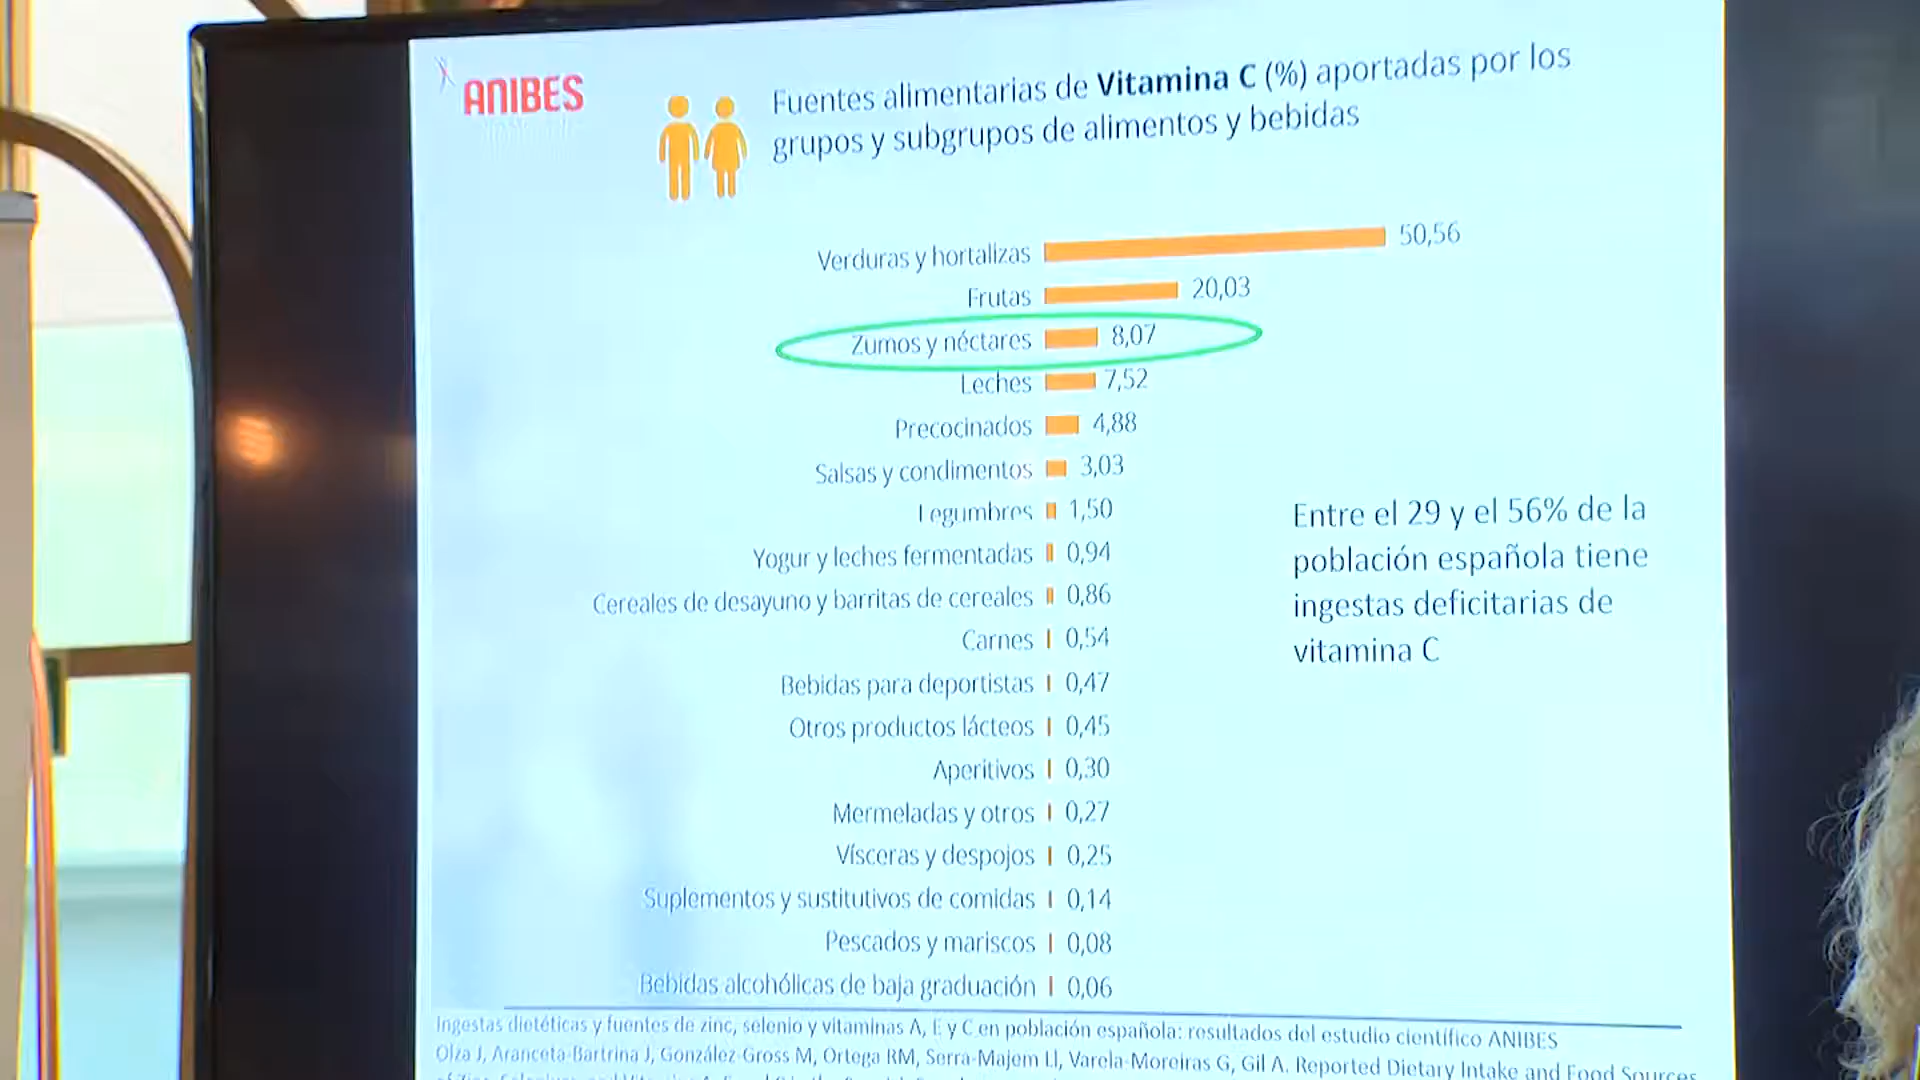 ANIBES
Fuentes alimentarias de Vitamina C (%) aportadas por los
grupos y subgrupos de alimentos y bebidas
Verduras y hortalizas 50,56
Frutas 20,03
Zumos y néctares 8,07
Leches 7,52
Precocinados 4,88
Salsas y condimentos 3,03
Legumbres 1,50
Yogur y leches fermentadas 0,94
Cereales de desayuno y barritas de cereales 0,86
Carnes 0,54
Bebidas para deportistas 0,47
Otros productos lácteos 0,45
Aperitivos 0,30
Mermeladas y otros 0,27
Vísceras y despojos 0,25
Suplementos y sustitutivos de comidas 0,14
Pescados y mariscos 0,08
Bebidas alcohólicas de baja graduación 0,06
Entre el 29 y el 56% de la
población española tiene
ingestas deficitarias de
vitamina C
Ingestas dietéticas y fuentes de zinc, selenio y vitaminas A, E y C en población española: resultados del estudio científico ANIBES
Olza J, Aranceta-Bartrina J, González-Gross M, Ortega RM, Serra-Majem Ll, Varela-Moreiras G, Gil A. Reported Dietary Intake and Food Sources